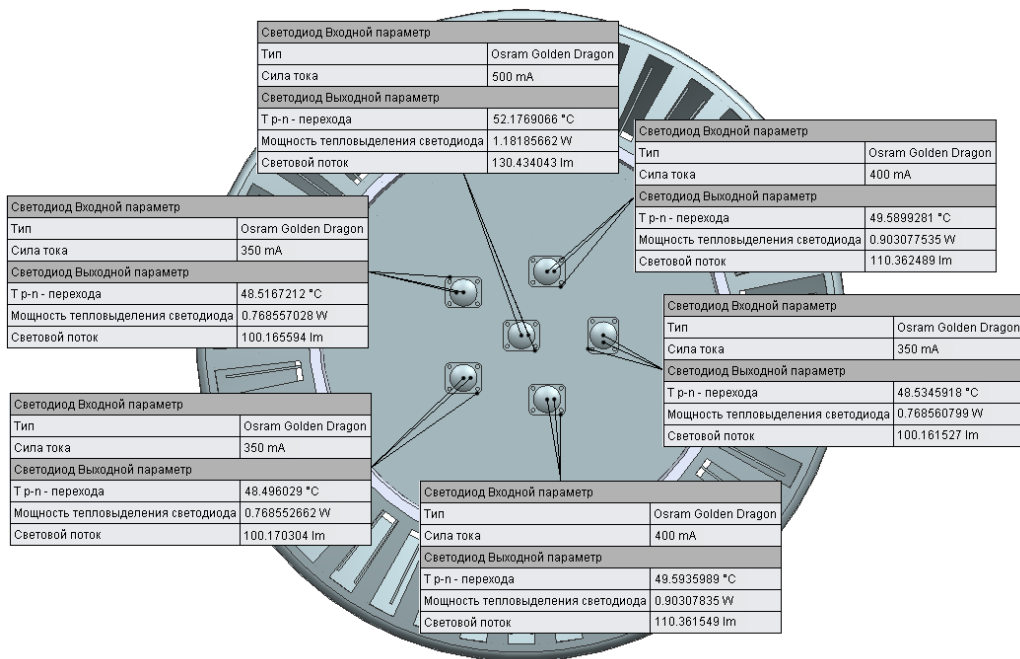 Светодиод Входной параметр
Тип Osram Golden Dragon
Сила тока 500 mA
Светодиод Выходной параметр
Т p-n - перехода 52.1769066 °C
Мощность тепловыделения светодиода 1.18185662 W
Световой поток 130.434043 lm
Светодиод Входной параметр
Тип Osram Golden Dragon
Сила тока 400 mA
Светодиод Выходной параметр
Т p-n - перехода 49.5899281 °C
Мощность тепловыделения светодиода 0.903077535 W
Световой поток 110.362489 lm
Светодиод Входной параметр
Тип Osram Golden Dragon
Сила тока 350 mA
Светодиод Выходной параметр
Т p-n - перехода 48.5167212 °C
Мощность тепловыделения светодиода 0.768557028 W
Световой поток 100.165594 lm
Светодиод Входной параметр
Тип Osram Golden Dragon
Сила тока 350 mA
Светодиод Выходной параметр
Т p-n - перехода 48.5345918 °C
Мощность тепловыделения светодиода 0.768560799 W
Световой поток 100.161527 lm
Светодиод Входной параметр
Тип Osram Golden Dragon
Сила тока 350 mA
Светодиод Выходной параметр
Т p-n - перехода 48.496029 °C
Мощность тепловыделения светодиода 0.768552662 W
Световой поток 100.170304 lm
Светодиод Входной параметр
Тип Osram Golden Dragon
Сила тока 400 mA
Светодиод Выходной параметр
Т p-n - перехода 49.5935989 °C
Мощность тепловыделения светодиода 0.90307835 W
Световой поток 110.361549 lm